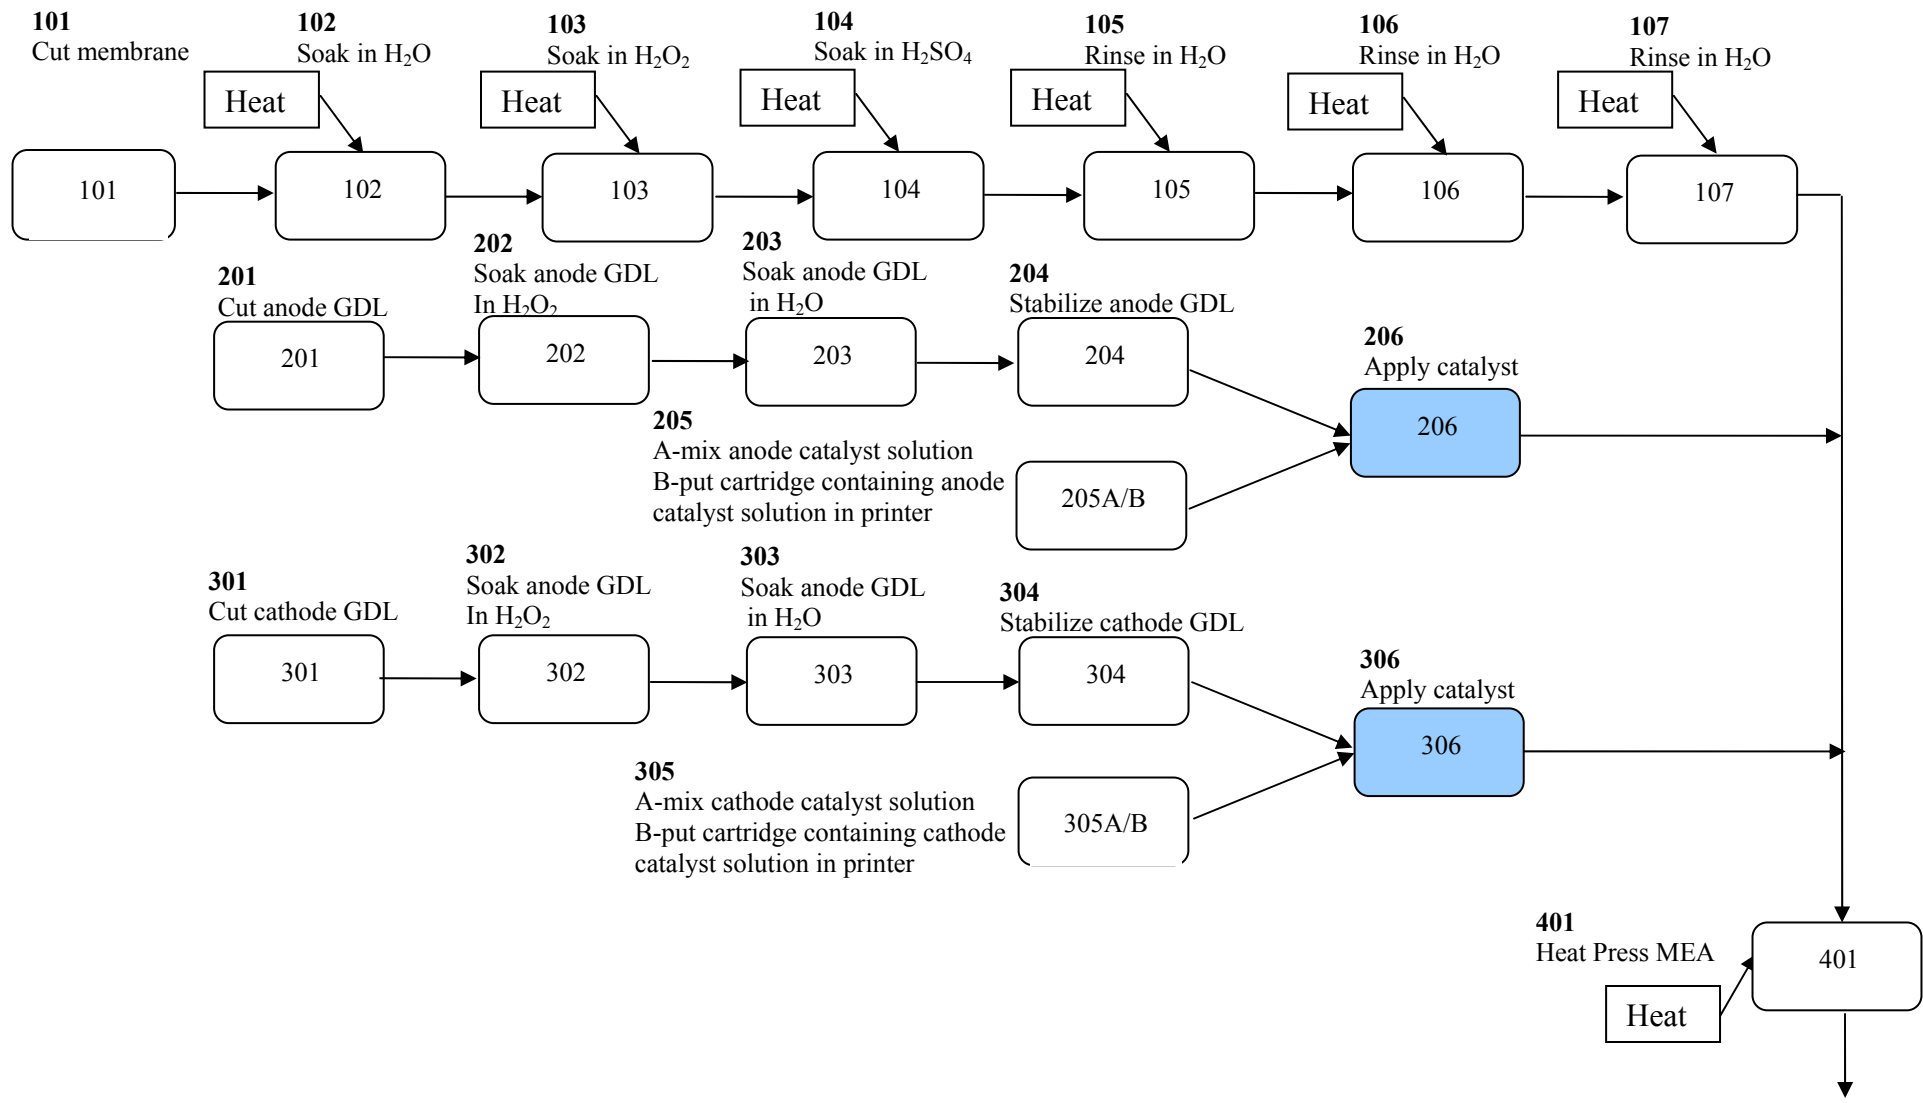 101
Cut membrane
102
Soak in H₂O
103
Soak in H₂O₂
104
Soak in H₂SO₄
105
Rinse in H₂O
106
Rinse in H₂O
107
Rinse in H₂O
Heat
Heat
Heat
Heat
Heat
Heat
101
102
103
104
105
106
107
201
Cut anode GDL
202
Soak anode GDL
In H₂O₂
203
Soak anode GDL
in H₂O
204
Stabilize anode GDL
201
202
203
204
205
A-mix anode catalyst solution
B-put cartridge containing anode
catalyst solution in printer
205A/B
206
Apply catalyst
206
301
Cut cathode GDL
302
Soak anode GDL
In H₂O₂
303
Soak anode GDL
in H₂O
304
Stabilize cathode GDL
301
302
303
304
305
A-mix cathode catalyst solution
B-put cartridge containing cathode
catalyst solution in printer
305A/B
306
Apply catalyst
306
401
Heat Press MEA
Heat
401